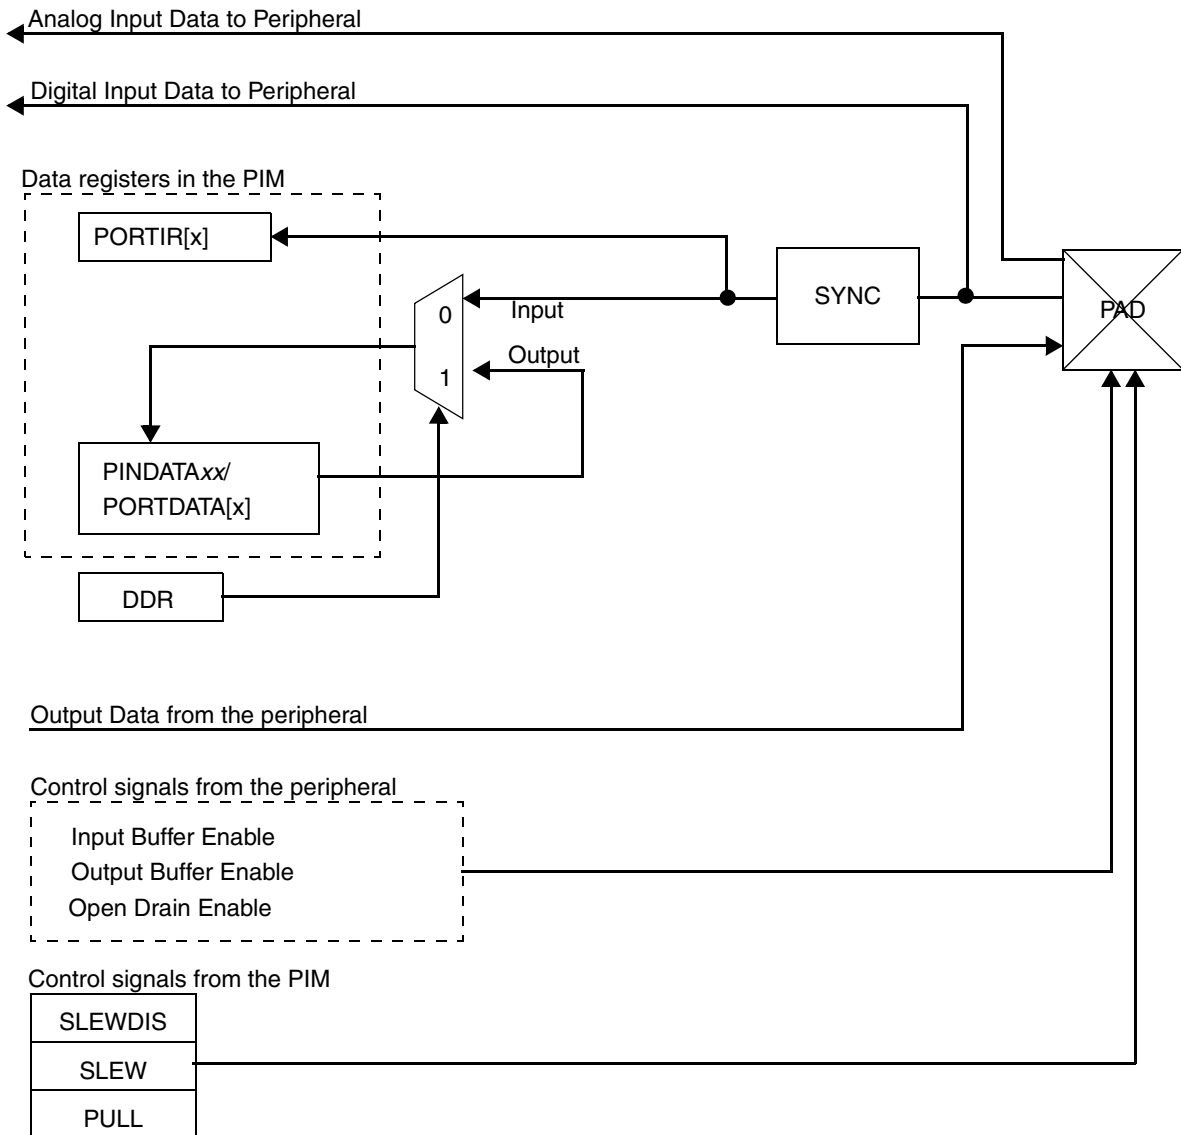 Analog Input Data to Peripheral
Digital Input Data to Peripheral
Data registers in the PIM
PORTIR[x]
SYNC
PAD
0
Input
Output
1
PINDATAxx/
PORTDATA[x]
DDR
Output Data from the peripheral
Control signals from the peripheral
Input Buffer Enable
Output Buffer Enable
Open Drain Enable
Control signals from the PIM
SLEWDIS
SLEW
PULL